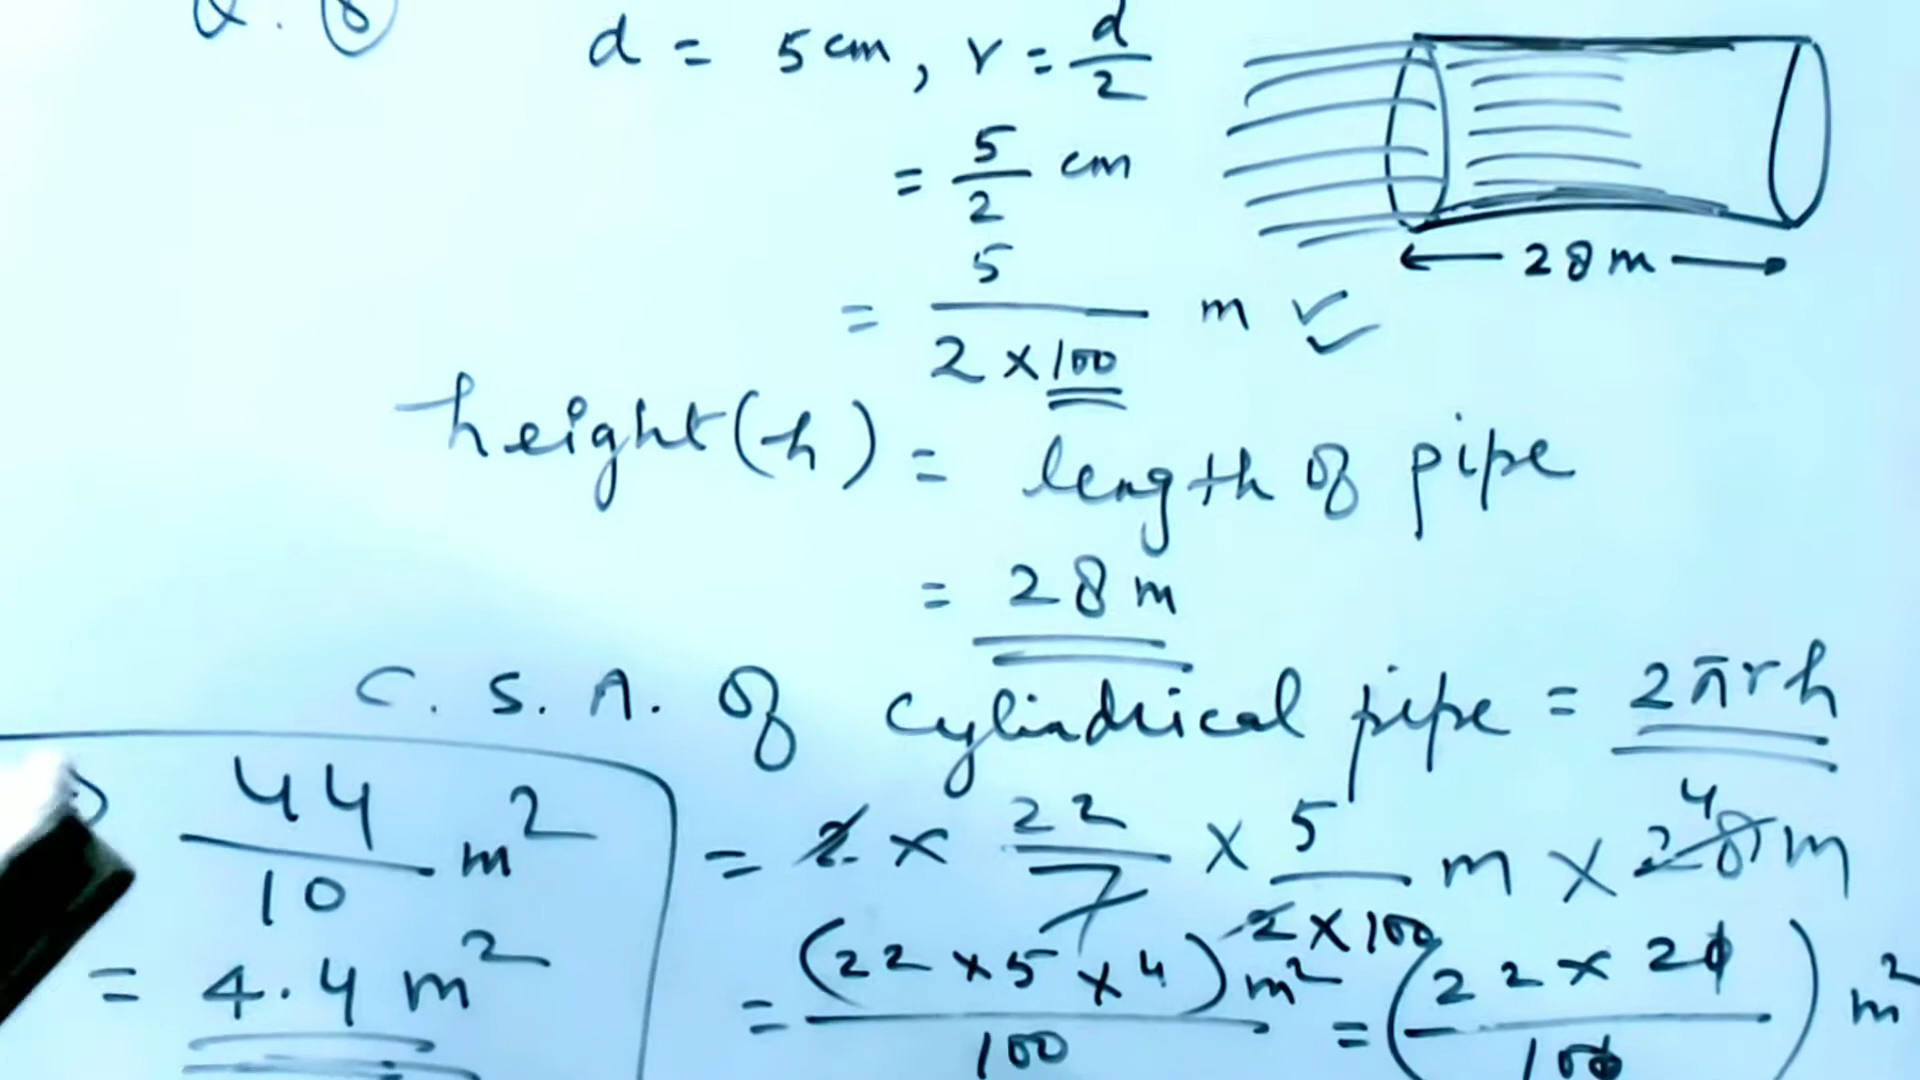 Q. 8
d = 5 cm, r = d/2
= 5/2 cm
= 5/(2 × 100) m ✓
28 m
height (h) = length of pipe
= 28 m
C. S. A. of cylindrical pipe = 2πrh
= 2 × 22/7 × 5/(2 × 100) m × 28 m
4
= (22 × 5 × 4)/100 m² = (22 × 20/100) m²
44/10 m²
= 4.4 m²